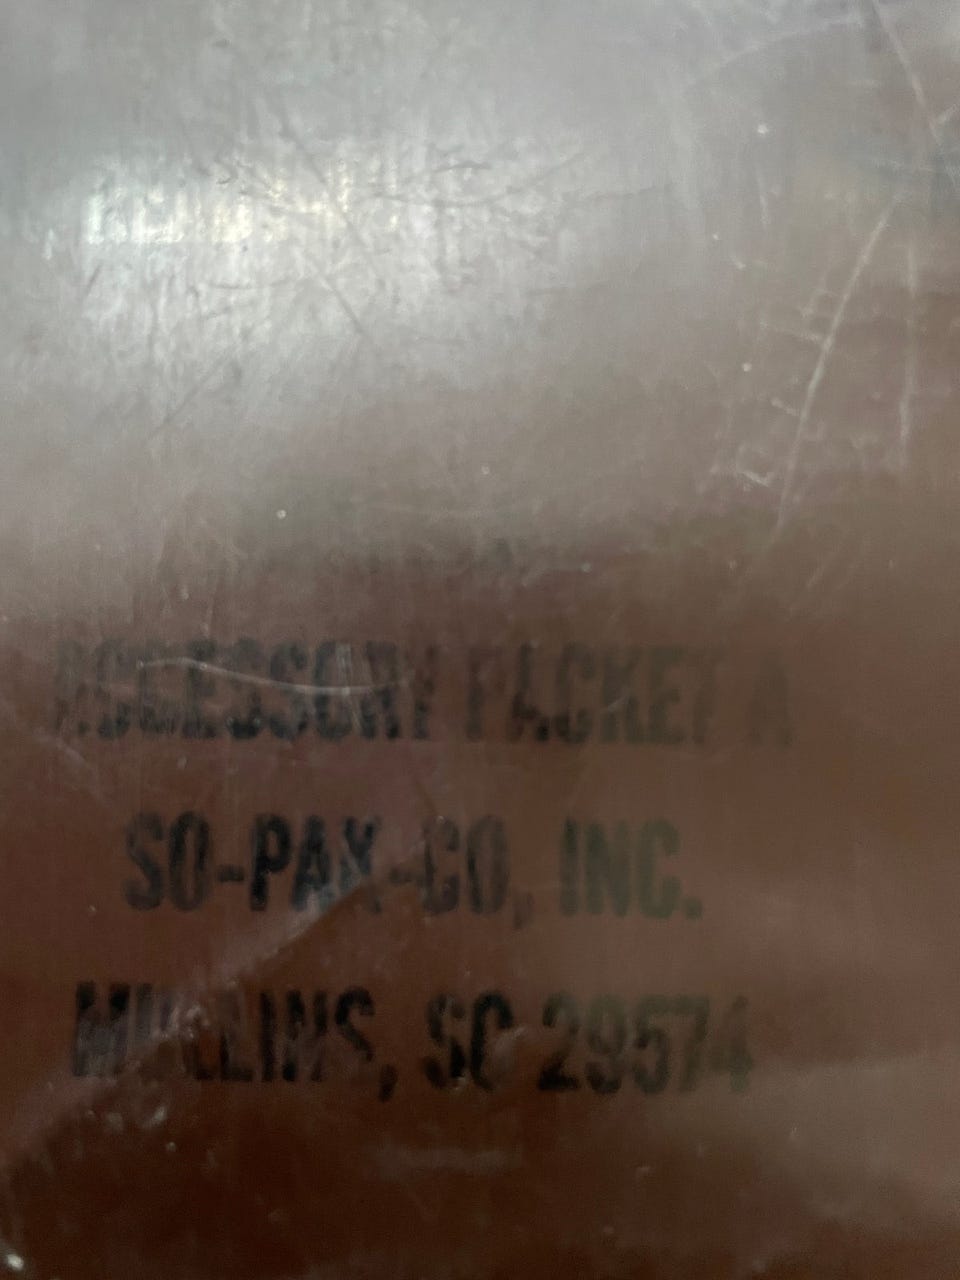 ACCESSORY PACKET A
SO-PAK-CO, INC.
MULLINS, SC 29574